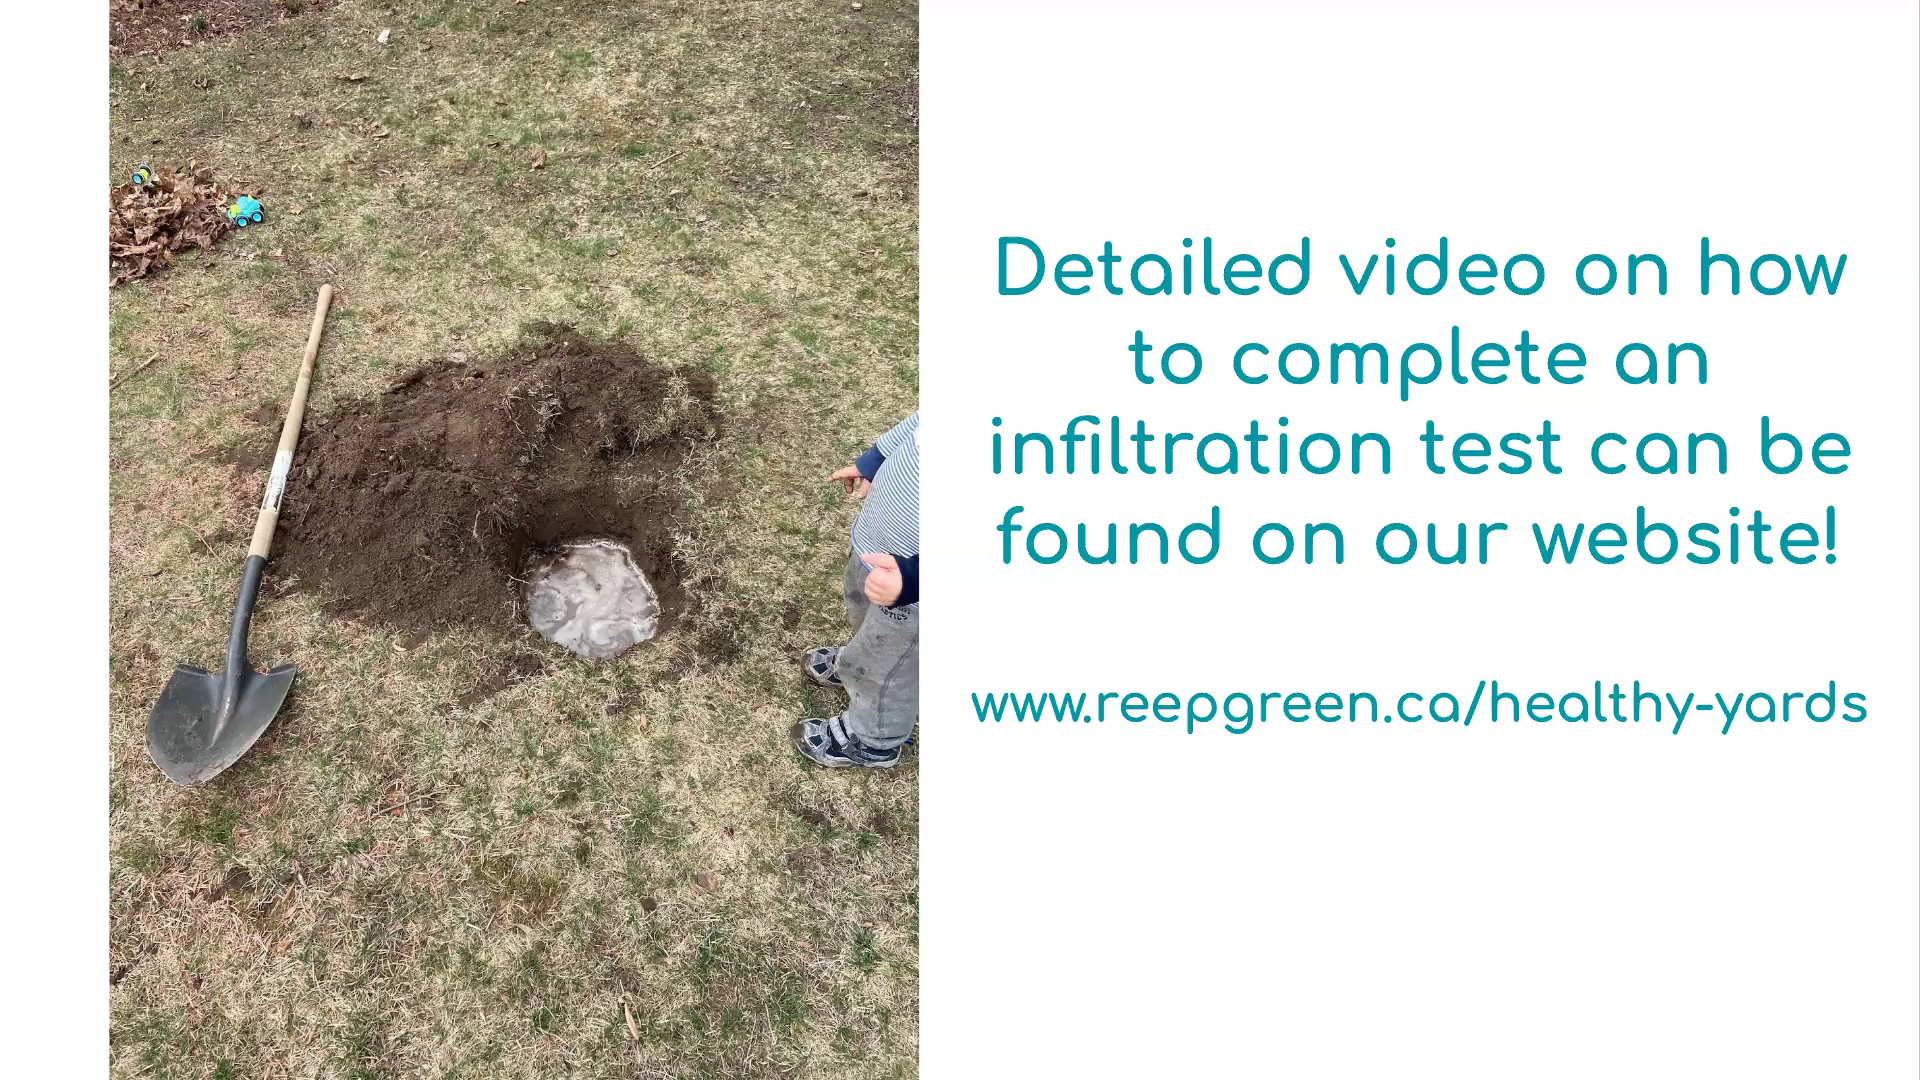 Detailed video on how
to complete an
infiltration test can be
found on our website!
www.reepgreen.ca/healthy-yards